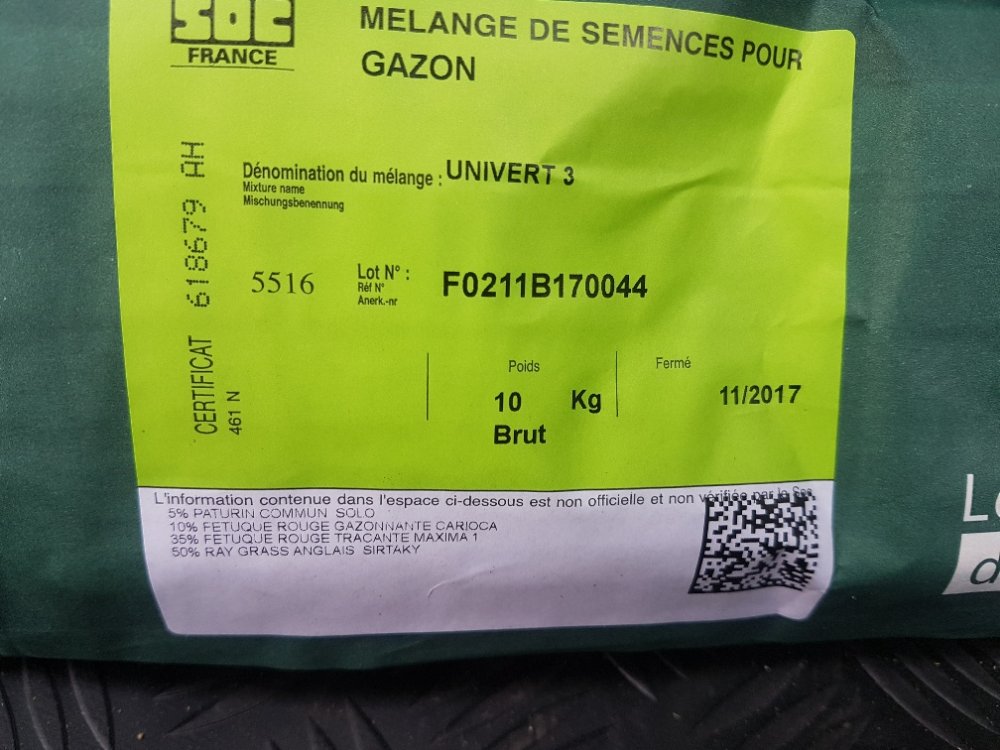 SOC
FRANCE
MELANGE DE SEMENCES POUR
GAZON
CERTIFICAT 618679 AH
461 N
Dénomination du mélange : UNIVERT 3
Mixture name
Mischungsbenennung
5516
Lot N° : F0211B170044
Réf N°
Anerk.-nr
Poids
10 Kg
Brut
Fermé
11/2017
L'information contenue dans l'espace ci-dessous est non officielle et non vérifiée par le Soc
5% PATURIN COMMUN SOLO
10% FETUQUE ROUGE GAZONNANTE CARIOCA
35% FETUQUE ROUGE TRACANTE MAXIMA 1
50% RAY GRASS ANGLAIS SIRTAKY